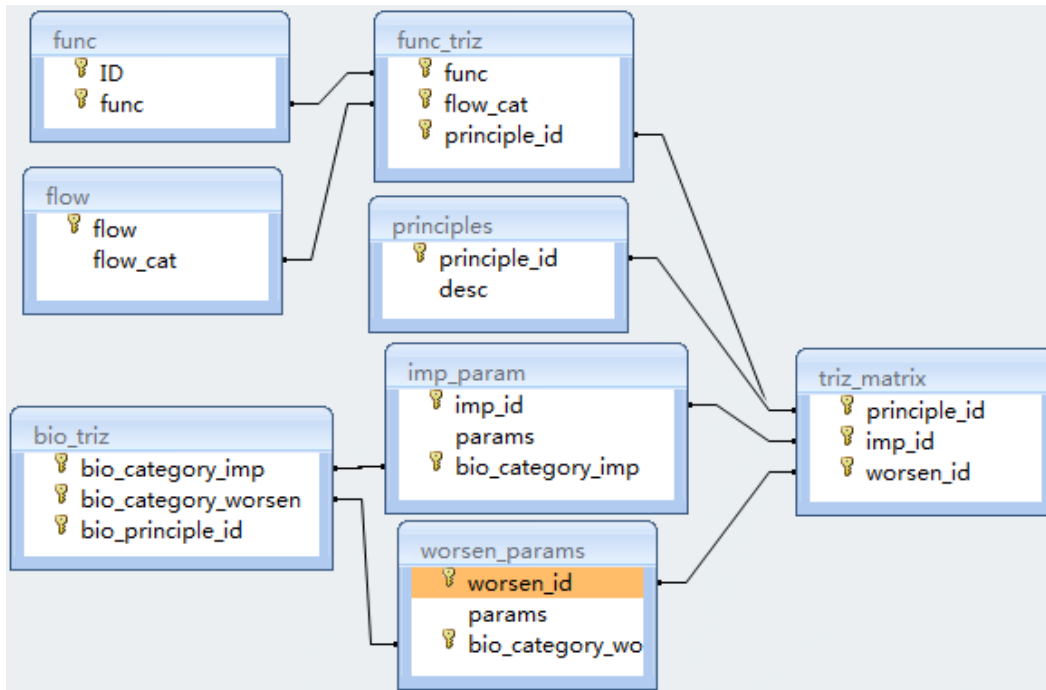 func
ID
func
func_triz
func
flow_cat
principle_id
flow
flow
flow_cat
principles
principle_id
desc
imp_param
imp_id
params
bio_category_imp
triz_matrix
principle_id
imp_id
worsen_id
bio_triz
bio_category_imp
bio_category_worsen
bio_principle_id
worsen_params
worsen_id
params
bio_category_wo